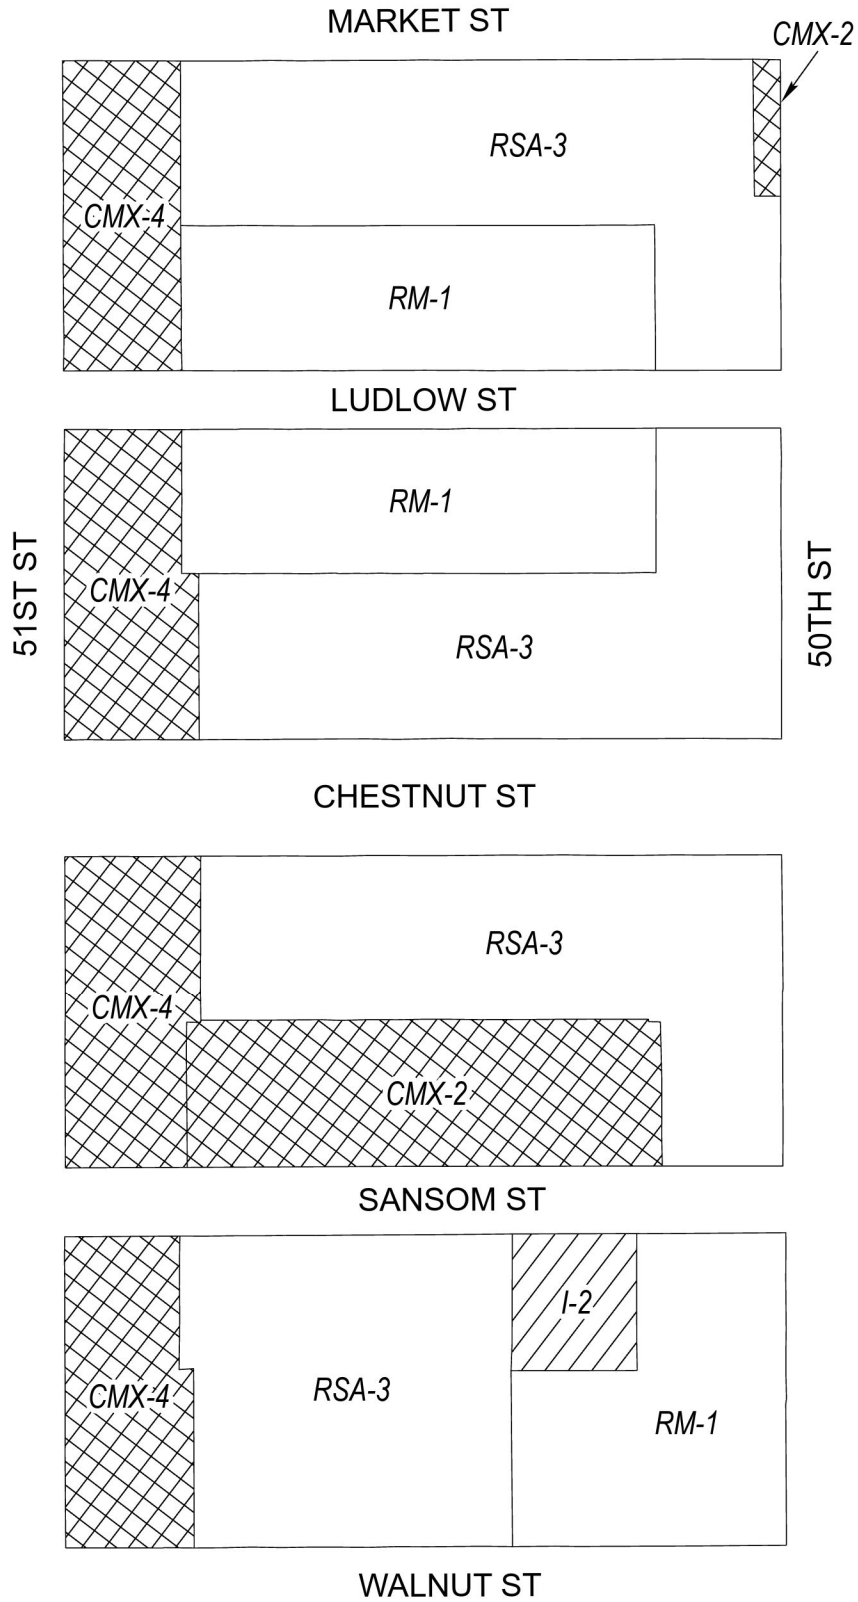 MARKET ST
CMX-2
RSA-3
CMX-4
RM-1
LUDLOW ST
RM-1
51ST ST
50TH ST
CMX-4
RSA-3
CHESTNUT ST
RSA-3
CMX-4
CMX-2
SANSOM ST
I-2
RSA-3
CMX-4
RM-1
WALNUT ST